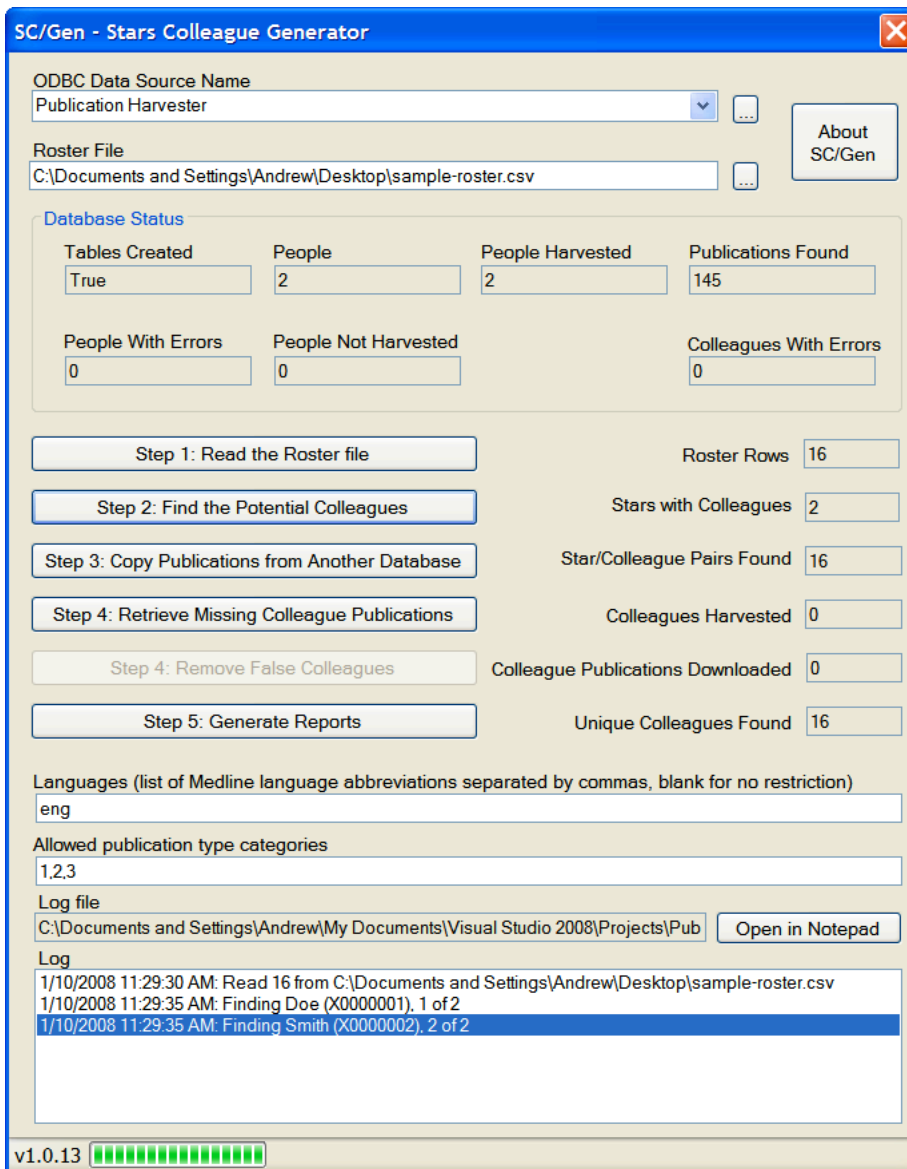 SC/Gen - Stars Colleague Generator
ODBC Data Source Name
Publication Harvester
...
About
SC/Gen
Roster File
C:\Documents and Settings\Andrew\Desktop\sample-roster.csv
...
Database Status
Tables Created People People Harvested Publications Found
True 2 2 145
People With Errors People Not Harvested Colleagues With Errors
0 0 0
Step 1: Read the Roster file Roster Rows 16
Step 2: Find the Potential Colleagues Stars with Colleagues 2
Step 3: Copy Publications from Another Database Star/Colleague Pairs Found 16
Step 4: Retrieve Missing Colleague Publications Colleagues Harvested 0
Step 4: Remove False Colleagues Colleague Publications Downloaded 0
Step 5: Generate Reports Unique Colleagues Found 16
Languages (list of Medline language abbreviations separated by commas, blank for no restriction)
eng
Allowed publication type categories
1,2,3
Log file
C:\Documents and Settings\Andrew\My Documents\Visual Studio 2008\Projects\Pub Open in Notepad
Log
1/10/2008 11:29:30 AM: Read 16 from C:\Documents and Settings\Andrew\Desktop\sample-roster.csv
1/10/2008 11:29:35 AM: Finding Doe (X0000001), 1 of 2
1/10/2008 11:29:35 AM: Finding Smith (X0000002), 2 of 2
v1.0.13